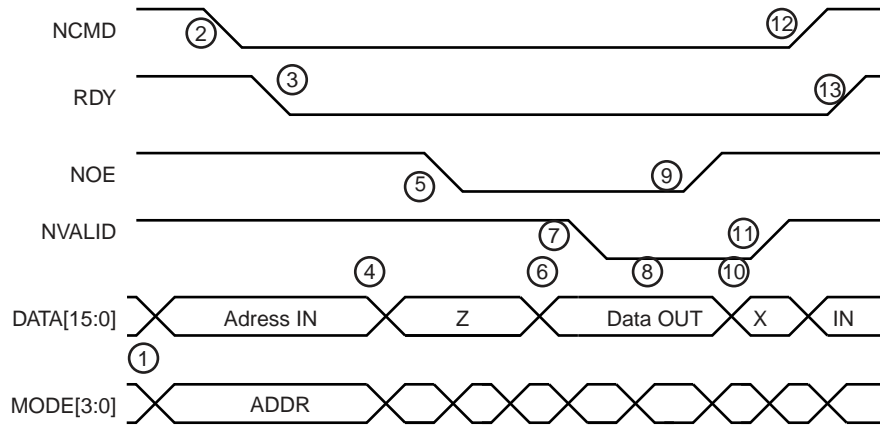 NCMD
2
12
RDY
3
13
NOE
5
9
NVALID
7
11
4
6
8
10
DATA[15:0]
Adress IN
Z
Data OUT
X
IN
1
MODE[3:0]
ADDR